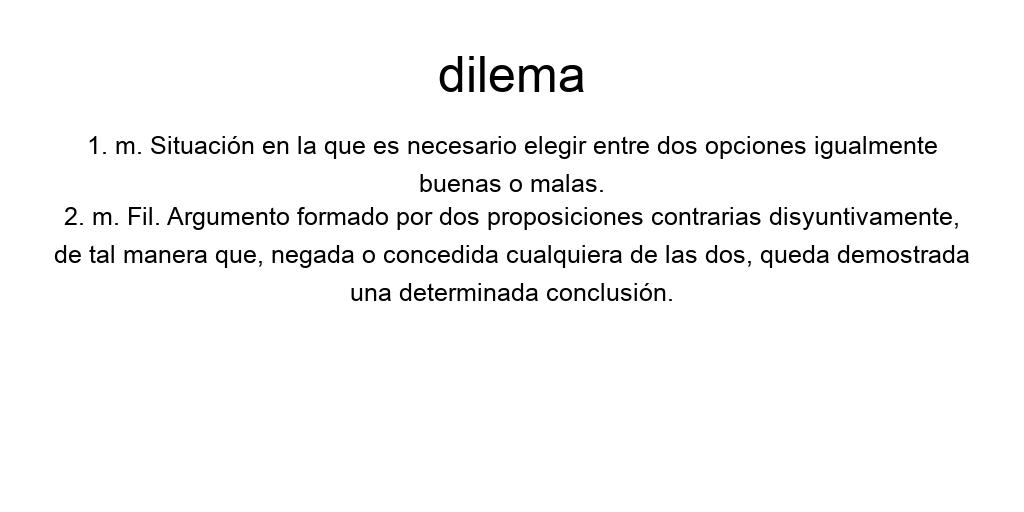 dilema
1. m. Situación en la que es necesario elegir entre dos opciones igualmente
buenas o malas.
2. m. Fil. Argumento formado por dos proposiciones contrarias disyuntivamente,
de tal manera que, negada o concedida cualquiera de las dos, queda demostrada
una determinada conclusión.